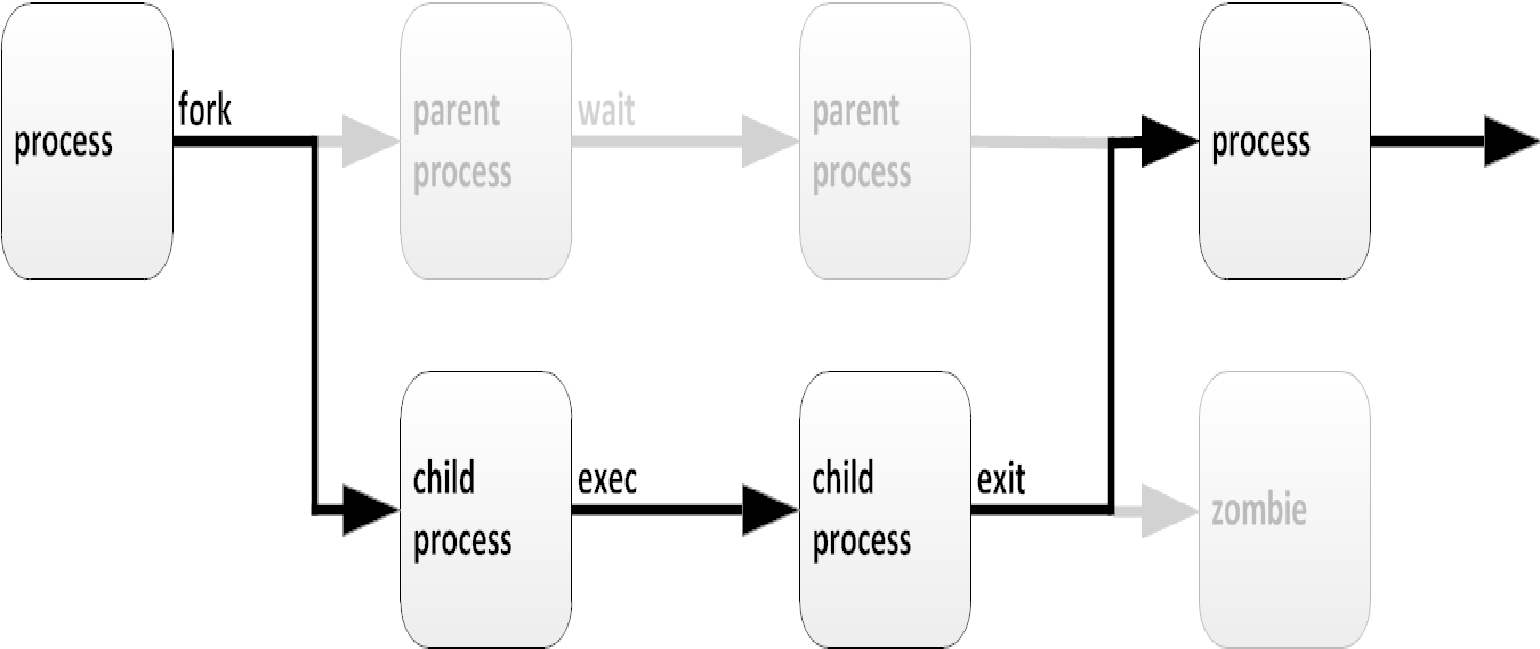 process
fork
parent
process
wait
parent
process
process
child
process
exec
child
process
exit
zombie